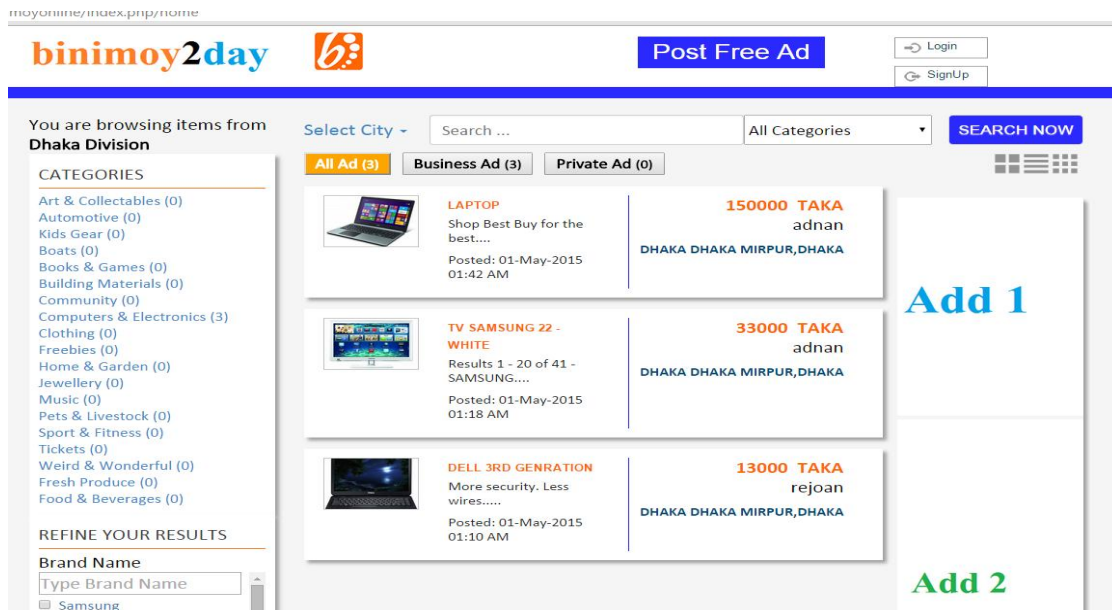 moyonline/index.php/home
binimoy2day
b:
Post Free Ad
Login
SignUp
You are browsing items from
Dhaka Division
Select City
Search ...
All Categories
SEARCH NOW
All Ad (3)
Business Ad (3)
Private Ad (0)
CATEGORIES
Art & Collectables (0)
Automotive (0)
Kids Gear (0)
Boats (0)
Books & Games (0)
Building Materials (0)
Community (0)
Computers & Electronics (3)
Clothing (0)
Freebies (0)
Home & Garden (0)
Jewellery (0)
Music (0)
Pets & Livestock (0)
Sport & Fitness (0)
Tickets (0)
Weird & Wonderful (0)
Fresh Produce (0)
Food & Beverages (0)
REFINE YOUR RESULTS
Brand Name
Type Brand Name
Samsung
LAPTOP
Shop Best Buy for the
best....
Posted: 01-May-2015
01:42 AM
150000 TAKA
adnan
DHAKA DHAKA MIRPUR,DHAKA
TV SAMSUNG 22 -
WHITE
Results 1 - 20 of 41 -
SAMSUNG....
Posted: 01-May-2015
01:18 AM
33000 TAKA
adnan
DHAKA DHAKA MIRPUR,DHAKA
DELL 3RD GENRATION
More security. Less
wires.....
Posted: 01-May-2015
01:10 AM
13000 TAKA
rejoan
DHAKA DHAKA MIRPUR,DHAKA
Add 1
Add 2